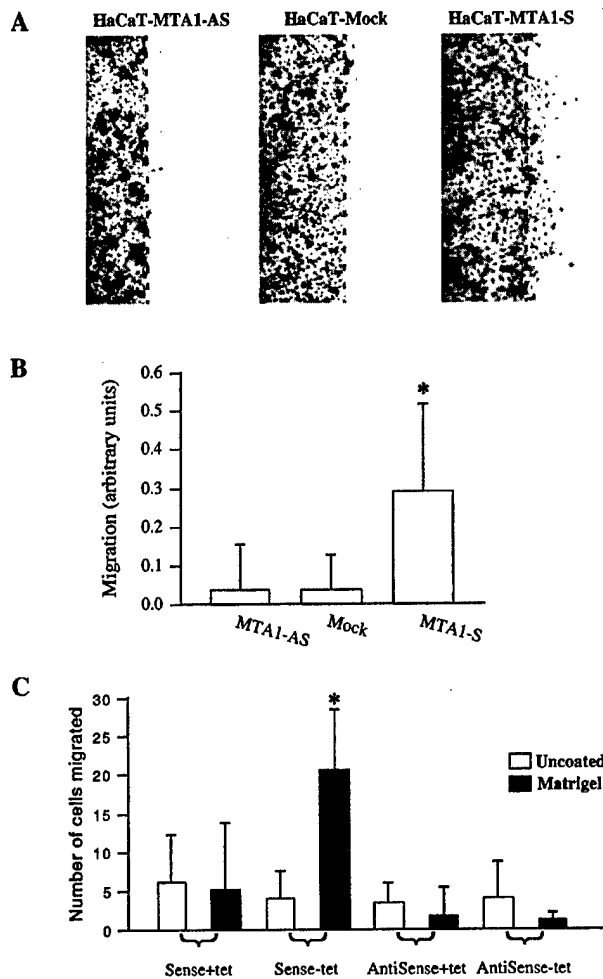 A
HaCaT-MTA1-AS HaCaT-Mock HaCaT-MTA1-S
B
Migration (arbitrary units)
0.6
0.5
0.4
0.3
0.2
0.1
0.0
*
MTA1-AS Mock MTA1-S
C
Number of cells migrated
30
25
20
15
10
5
0
*
Uncoated
Matrigel
Sense+tet Sense-tet AntiSense+tet AntiSense-tet